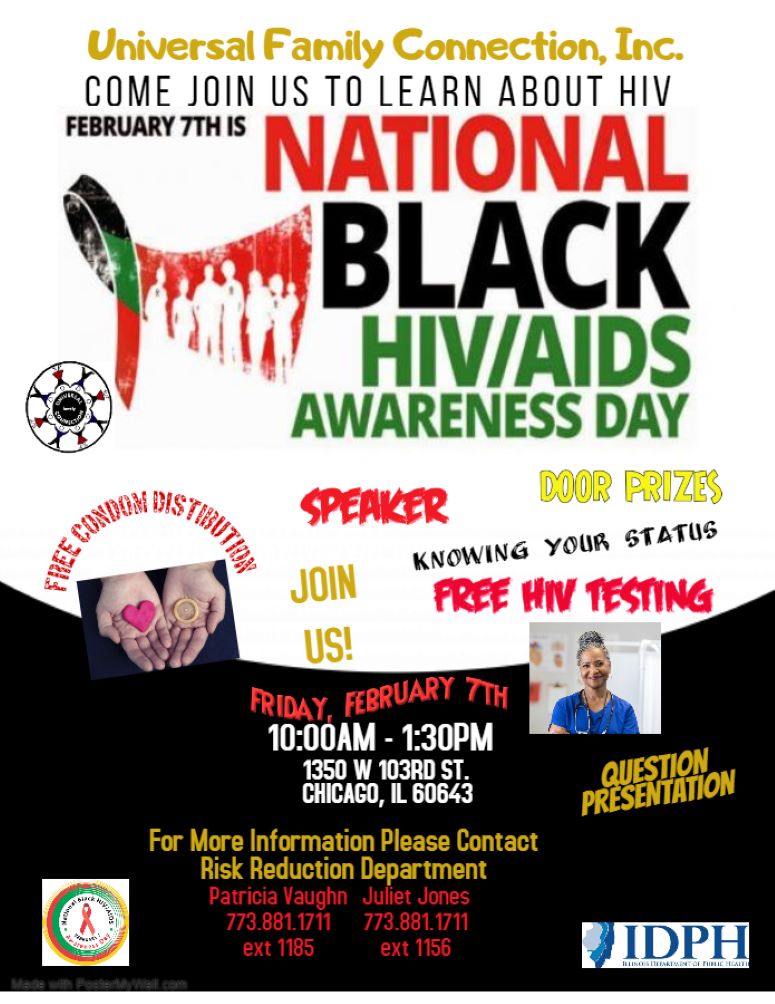 Universal Family Connection, Inc.
COME JOIN US TO LEARN ABOUT HIV
FEBRUARY 7TH IS
NATIONAL
BLACK
HIV/AIDS
AWARENESS DAY
UNIVERSAL
family
CONNECTION
FREE CONDOM DISTIBUTION
SPEAKER
DOOR PRIZES
KNOWING YOUR STATUS
JOIN
US!
FREE HIV TESTING
FRIDAY, FEBRUARY 7TH
10:00AM - 1:30PM
1350 W 103RD ST.
CHICAGO, IL 60643
QUESTION
PRESENTATION
For More Information Please Contact
Risk Reduction Department
Patricia Vaughn Juliet Jones
773.881.1711 773.881.1711
ext 1185 ext 1156
National Black HIV/AIDS
Awareness Day
IDPH
ILLINOIS DEPARTMENT OF PUBLIC HEALTH
Made with PosterMyWall.com